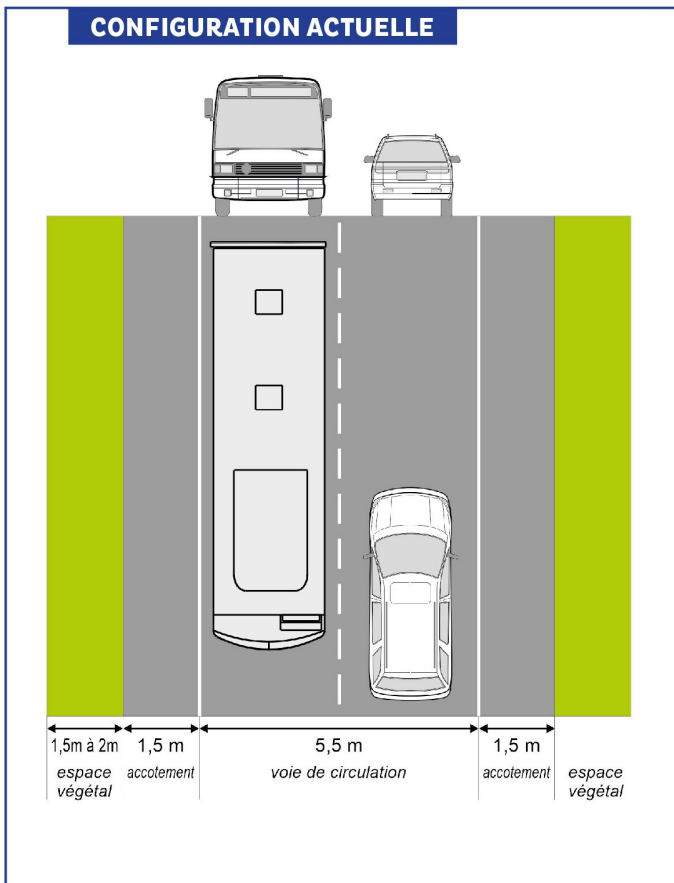 CONFIGURATION ACTUELLE
1,5m à 2m 1,5 m 5,5 m 1,5 m
espace végétal accotement voie de circulation accotement espace végétal